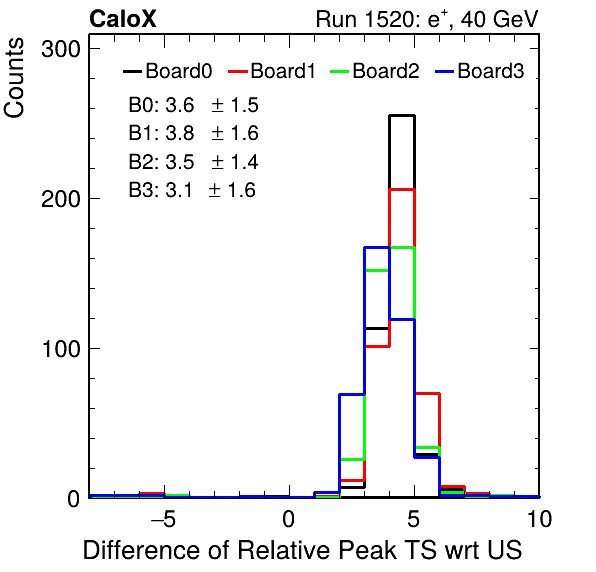 CaloX Run 1520: e⁺, 40 GeV
Counts
300
200
100
0
Board0 Board1 Board2 Board3
B0: 3.6 ± 1.5
B1: 3.8 ± 1.6
B2: 3.5 ± 1.4
B3: 3.1 ± 1.6
−5 0 5 10
Difference of Relative Peak TS wrt US